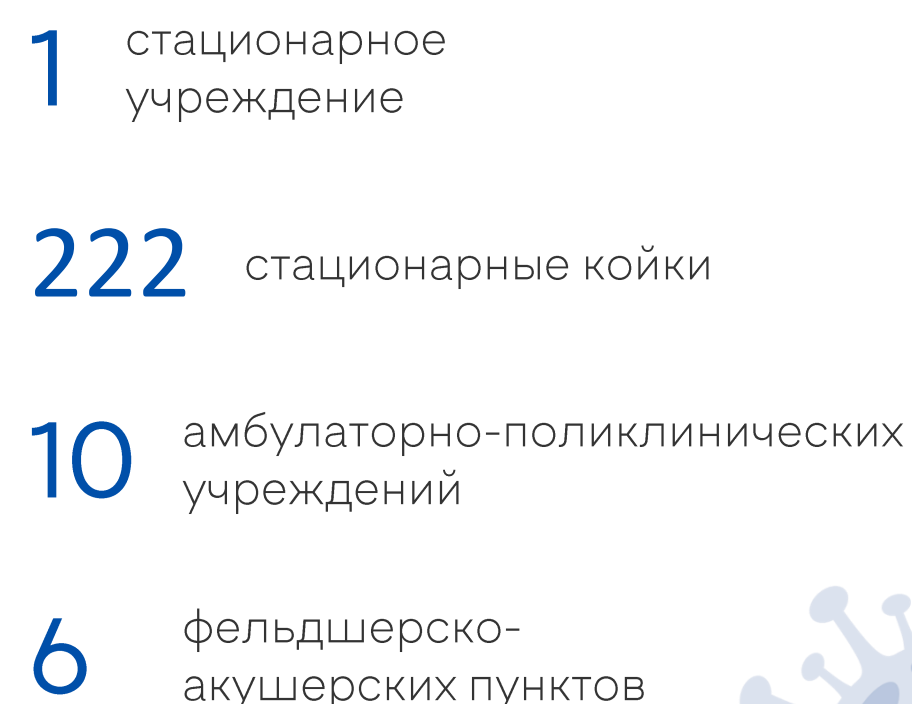 1 стационарное
учреждение
222 стационарные койки
10 амбулаторно-поликлинических
учреждений
6 фельдшерско-
акушерских пунктов